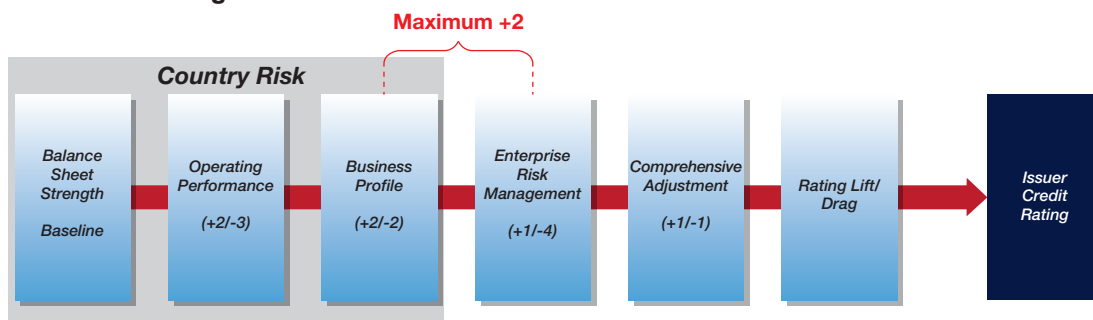 Maximum +2
Country Risk
Balance
Sheet
Strength
Baseline
Operating
Performance
(+2/-3)
Business
Profile
(+2/-2)
Enterprise
Risk
Management
(+1/-4)
Comprehensive
Adjustment
(+1/-1)
Rating Lift/
Drag
Issuer
Credit
Rating